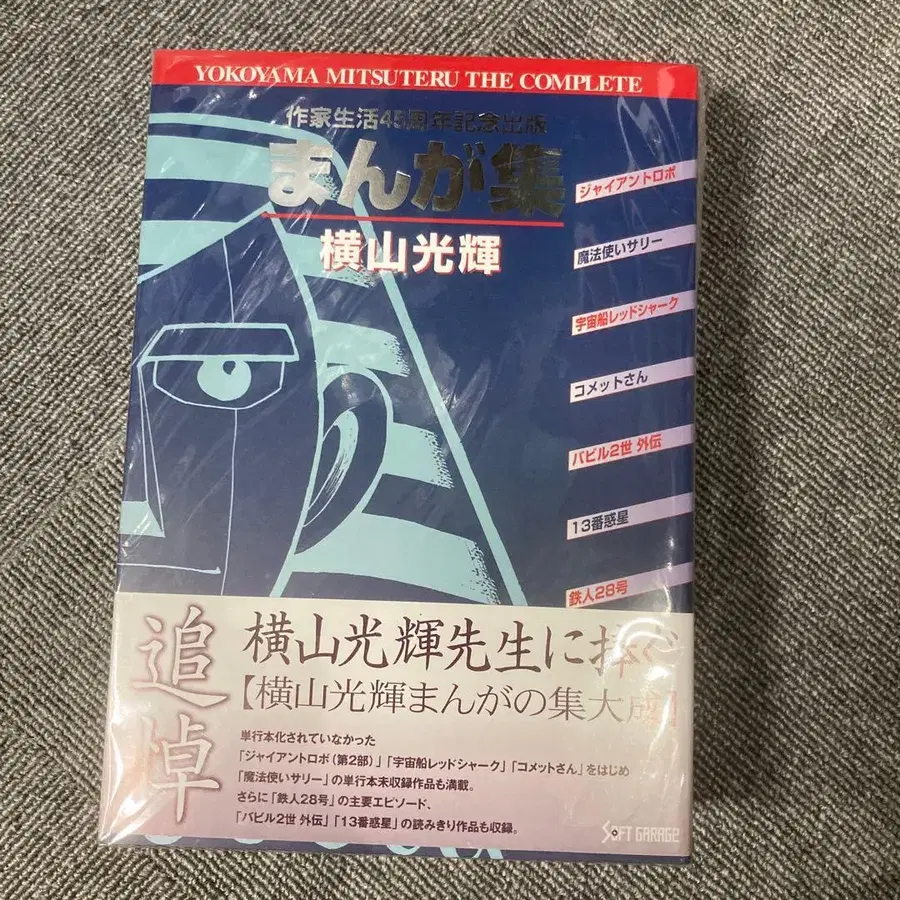 YOKOYAMA MITSUTERU THE COMPLETE
作家生活45周年記念出版
まんが集
横山光輝
ジャイアントロボ
魔法使いサリー
宇宙船レッドシャーク
コメットさん
バビル2世 外伝
13番惑星
鉄人28号
追悼
横山光輝先生に捧ぐ
【横山光輝まんがの集大成】
単行本化されていなかった
「ジャイアントロボ(第2部)」「宇宙船レッドシャーク」「コメットさん」をはじめ
「魔法使いサリー」の単行本未収録作品も満載。
さらに「鉄人28号」の主要エピソード、
「バビル2世 外伝」「13番惑星」の読みきり作品も収録。
SOFT GARAGE